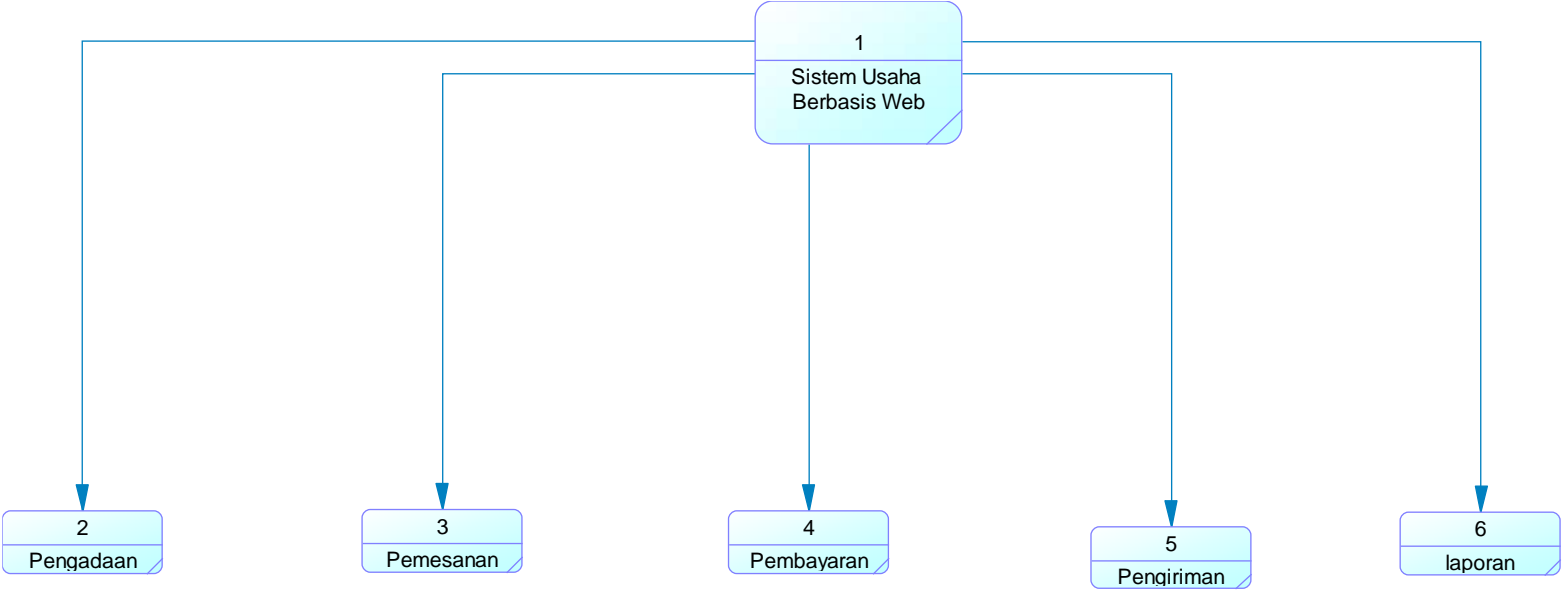 1
Sistem Usaha
Berbasis Web
2
Pengadaan
3
Pemesanan
4
Pembayaran
5
Pengiriman
6
laporan